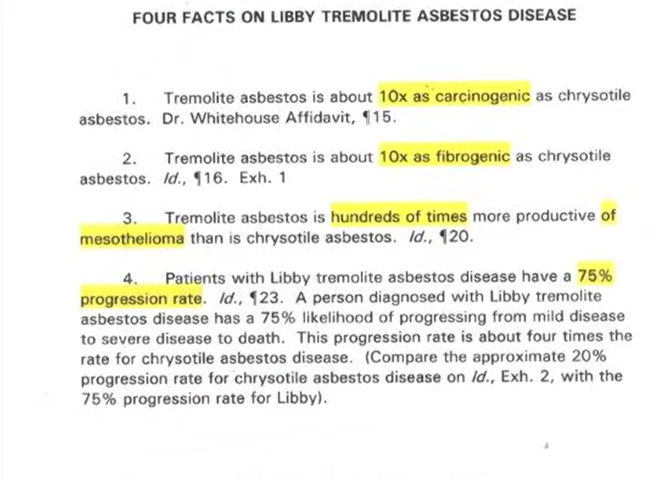 FOUR FACTS ON LIBBY TREMOLITE ASBESTOS DISEASE
1. Tremolite asbestos is about 10x as carcinogenic as chrysotile
asbestos. Dr. Whitehouse Affidavit, ¶15.
2. Tremolite asbestos is about 10x as fibrogenic as chrysotile
asbestos. Id., ¶16. Exh. 1
3. Tremolite asbestos is hundreds of times more productive of
mesothelioma than is chrysotile asbestos. Id., ¶20.
4. Patients with Libby tremolite asbestos disease have a 75%
progression rate. Id., ¶23. A person diagnosed with Libby tremolite
asbestos disease has a 75% likelihood of progressing from mild disease
to severe disease to death. This progression rate is about four times the
rate for chrysotile asbestos disease. (Compare the approximate 20%
progression rate for chrysotile asbestos disease on Id., Exh. 2, with the
75% progression rate for Libby).